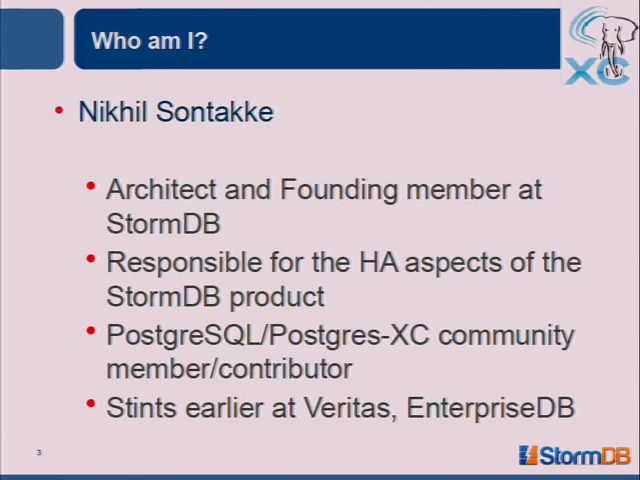 Who am I?
XC
• Nikhil Sontakke
• Architect and Founding member at
StormDB
• Responsible for the HA aspects of the
StormDB product
• PostgreSQL/Postgres-XC community
member/contributor
• Stints earlier at Veritas, EnterpriseDB
3
StormDB